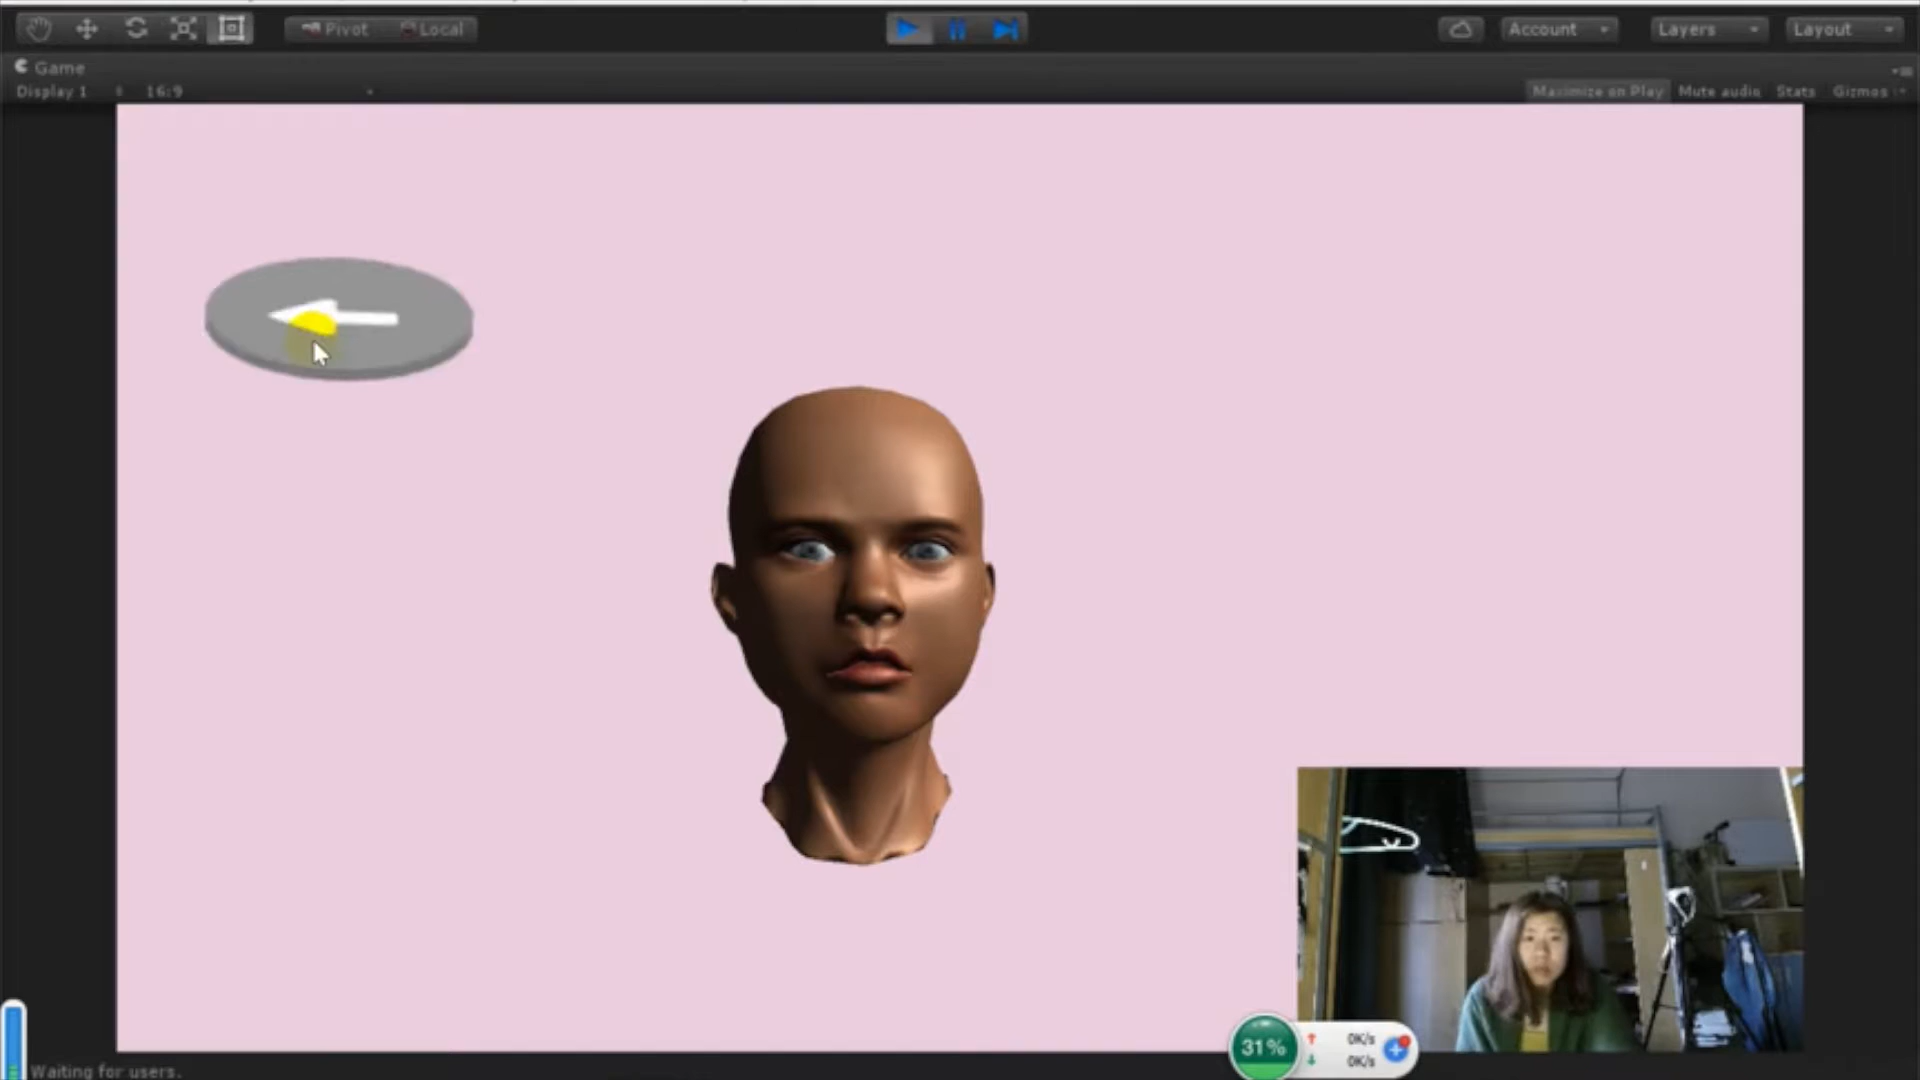 Pivot Local Account Layers Layout
Game
Display 1 16:9 Maximize on Play Mute audio Stats Gizmos
31% 0K/s
0K/s
Waiting for users.